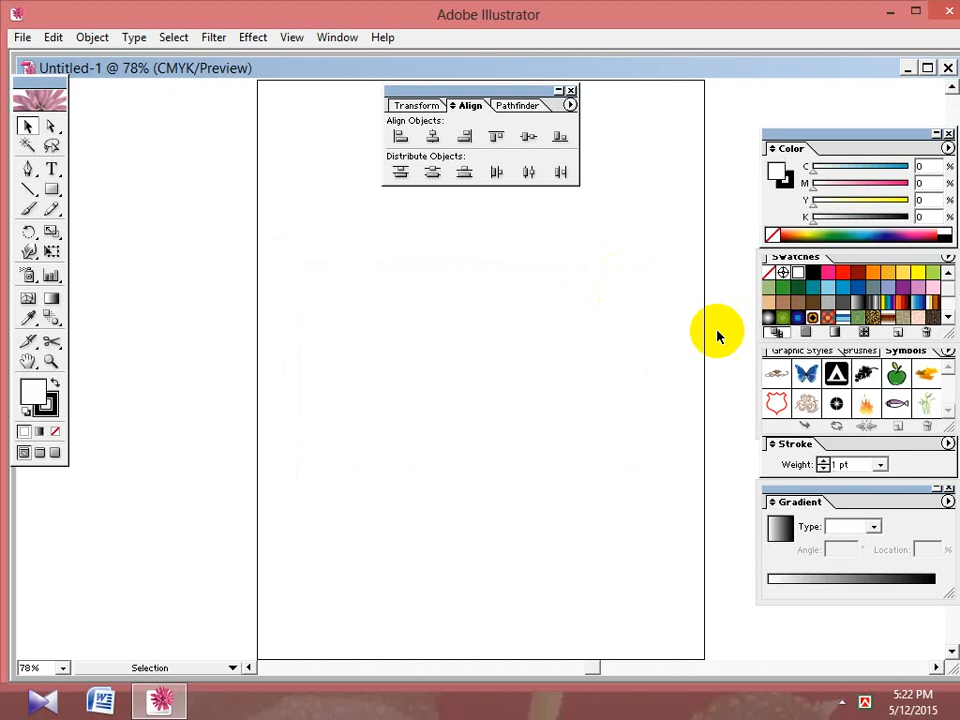 Adobe Illustrator
File Edit Object Type Select Filter Effect View Window Help
Untitled-1 @ 78% (CMYK/Preview)
Transform Align Pathfinder
Align Objects:
Distribute Objects:
Color
C 0 %
M 0 %
Y 0 %
K 0 %
Swatches
Graphic Styles Brushes Symbols
Stroke
Weight: 1 pt
Gradient
Type:
Angle: ° Location: %
78% Selection
5:22 PM
5/12/2015